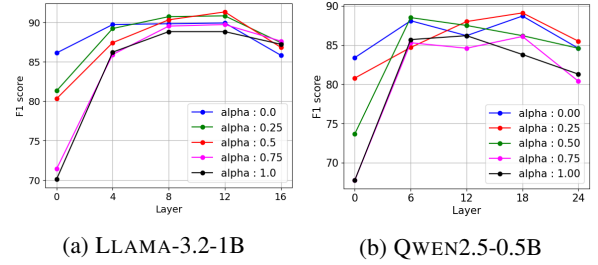 90
85
80
75
70
F1 score
0 4 8 12 16
Layer
alpha : 0.0
alpha : 0.25
alpha : 0.5
alpha : 0.75
alpha : 1.0
(a) LLAMA-3.2-1B
90
85
80
75
70
F1 score
0 6 12 18 24
Layer
alpha : 0.00
alpha : 0.25
alpha : 0.50
alpha : 0.75
alpha : 1.00
(b) QWEN2.5-0.5B